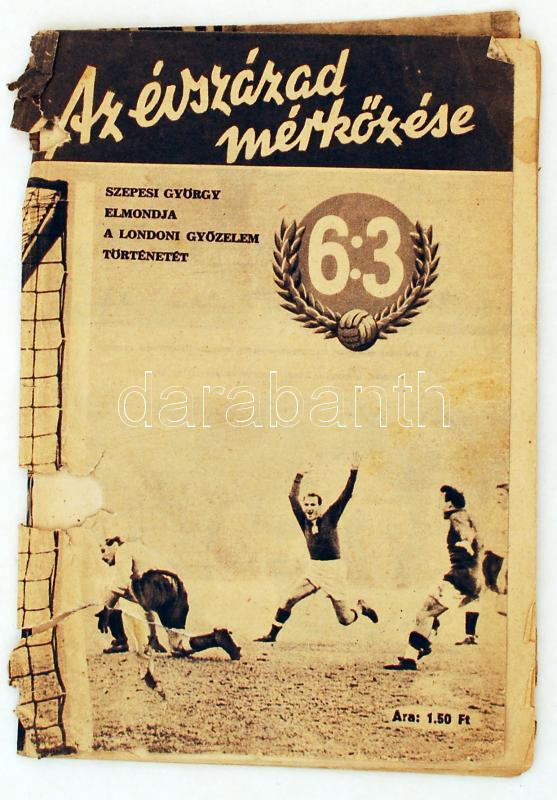 Az évszázad
mérkőzése
SZEPESI GYÖRGY
ELMONDJA
A LONDONI GYŐZELEM
TÖRTÉNETÉT
6:3
darabanth
Ára: 1.50 Ft